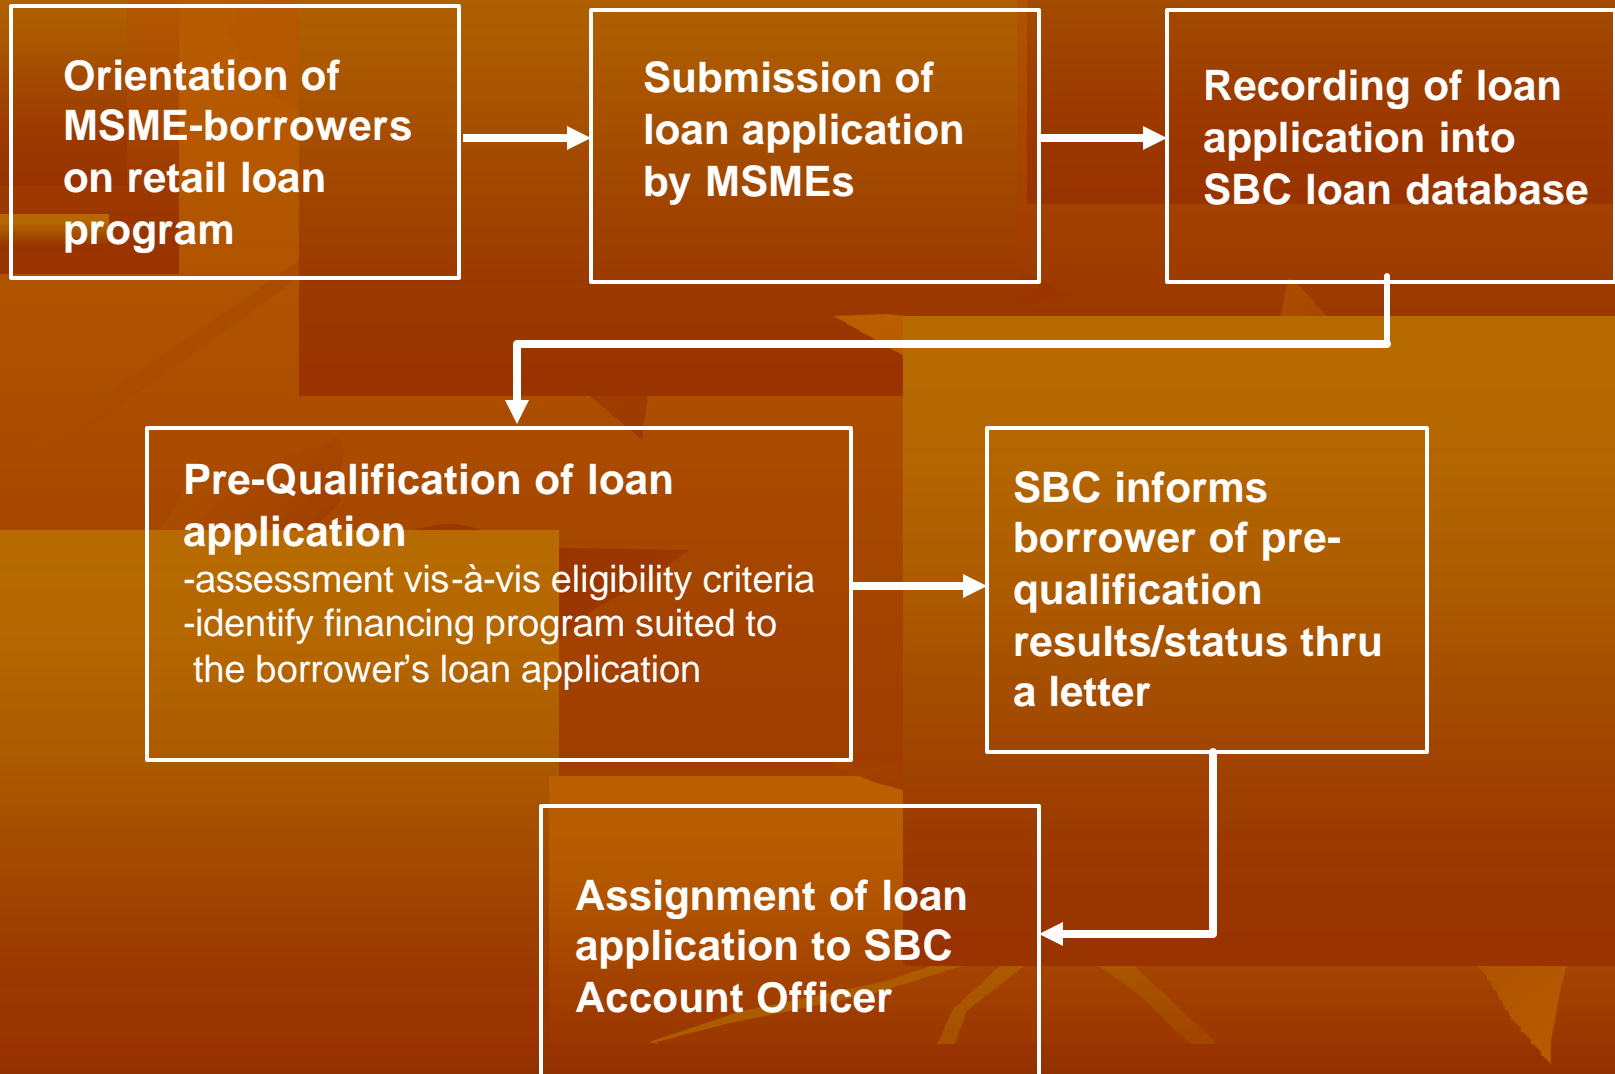 Orientation of
MSME-borrowers
on retail loan
program
Submission of
loan application
by MSMEs
Recording of loan
application into
SBC loan database
Pre-Qualification of loan
application
-assessment vis-à-vis eligibility criteria
-identify financing program suited to
the borrower’s loan application
SBC informs
borrower of pre-
qualification
results/status thru
a letter
Assignment of loan
application to SBC
Account Officer